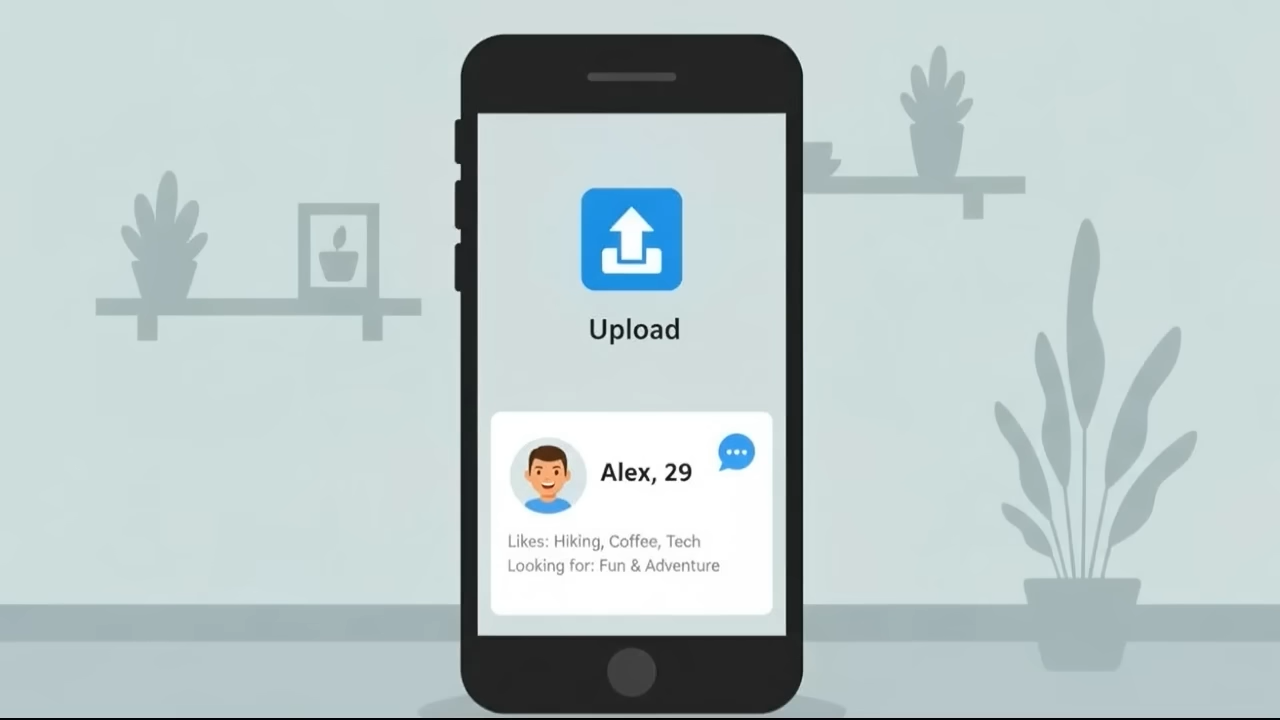 Upload
Alex, 29
Likes: Hiking, Coffee, Tech
Looking for: Fun & Adventure